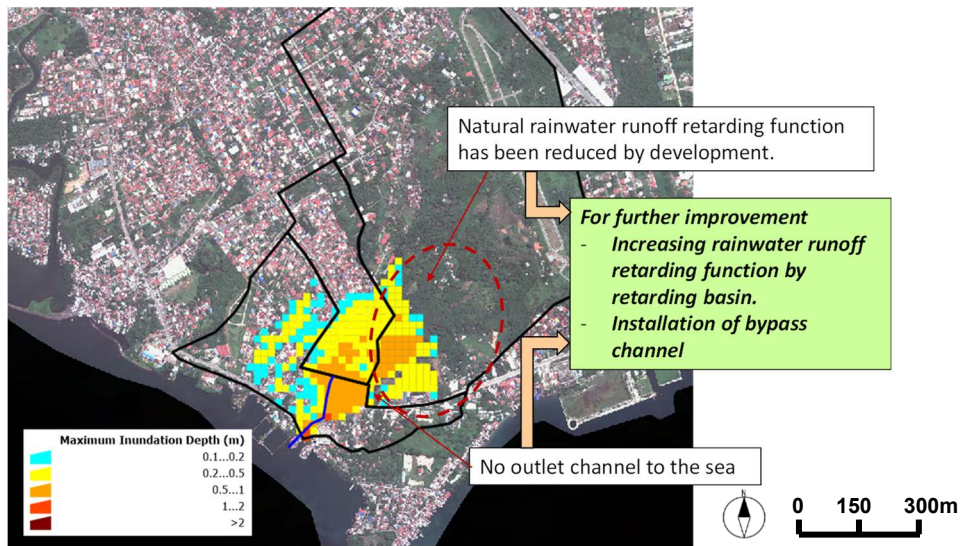 Natural rainwater runoff retarding function
has been reduced by development.
For further improvement
- Increasing rainwater runoff
retarding function by
retarding basin.
- Installation of bypass
channel
No outlet channel to the sea
Maximum Inundation Depth (m)
0.1...0.2
0.2...0.5
0.5...1
1...2
>2
N
0 150 300m